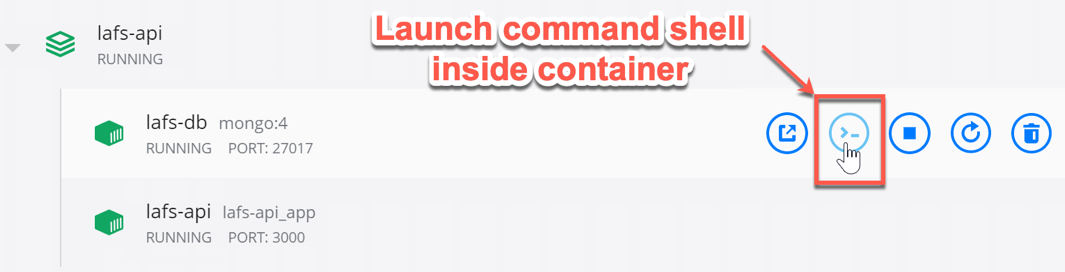 lafs-api
RUNNING
Launch command shell
inside container
lafs-db mongo:4
RUNNING PORT: 27017
lafs-api lafs-api_app
RUNNING PORT: 3000